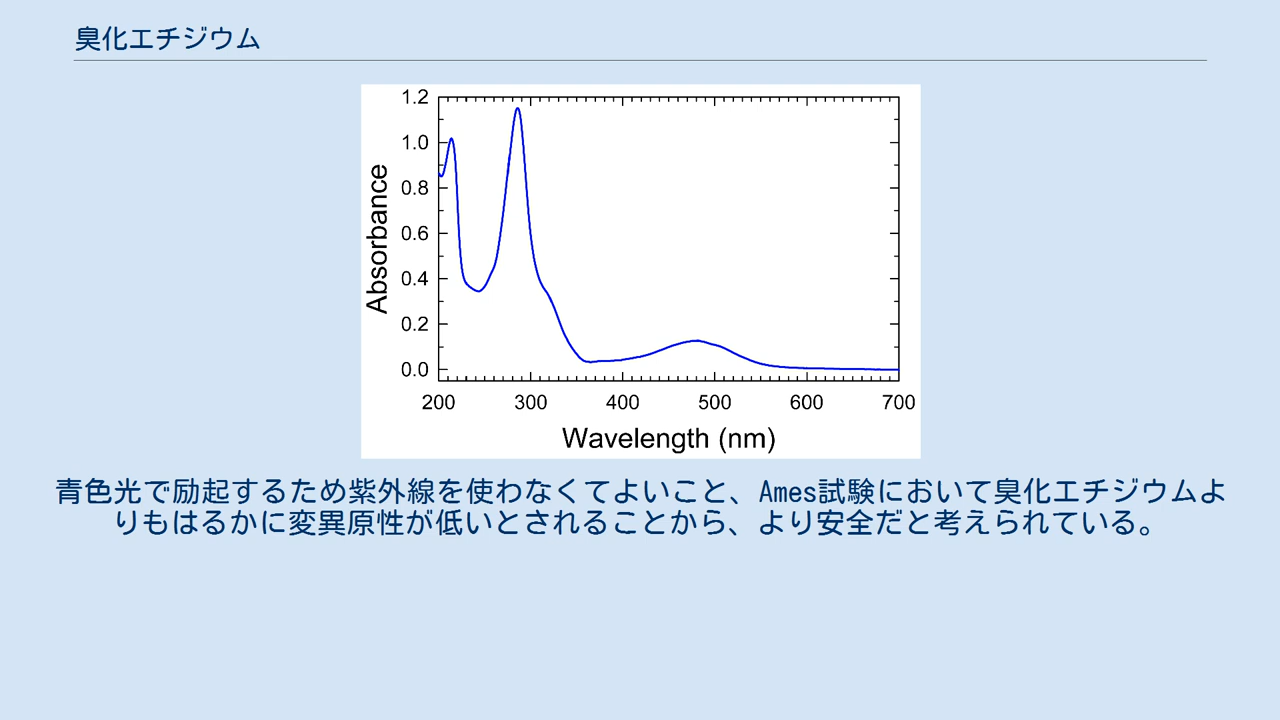 臭化エチジウム
1.2
1.0
0.8
0.6
0.4
0.2
0.0
Absorbance
200 300 400 500 600 700
Wavelength (nm)
青色光で励起するため紫外線を使わなくてよいこと、Ames試験において臭化エチジウムよ
りもはるかに変異原性が低いとされることから、より安全だと考えられている。